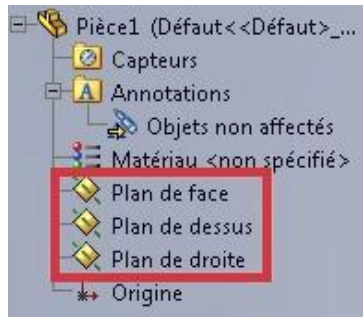 Pièce1 (Défaut<<Défaut>_...
Capteurs
Annotations
Objets non affectés
Matériau <non spécifié>
Plan de face
Plan de dessus
Plan de droite
Origine